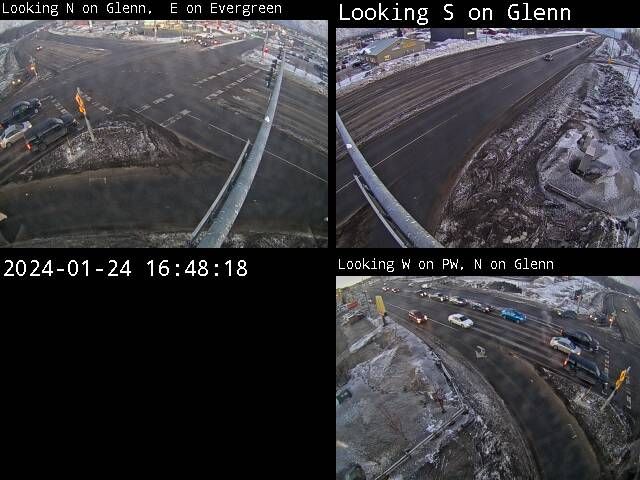 Looking N on Glenn,  E on Evergreen
Looking S on Glenn
2024-01-24 16:48:18
Looking W on PW, N on Glenn